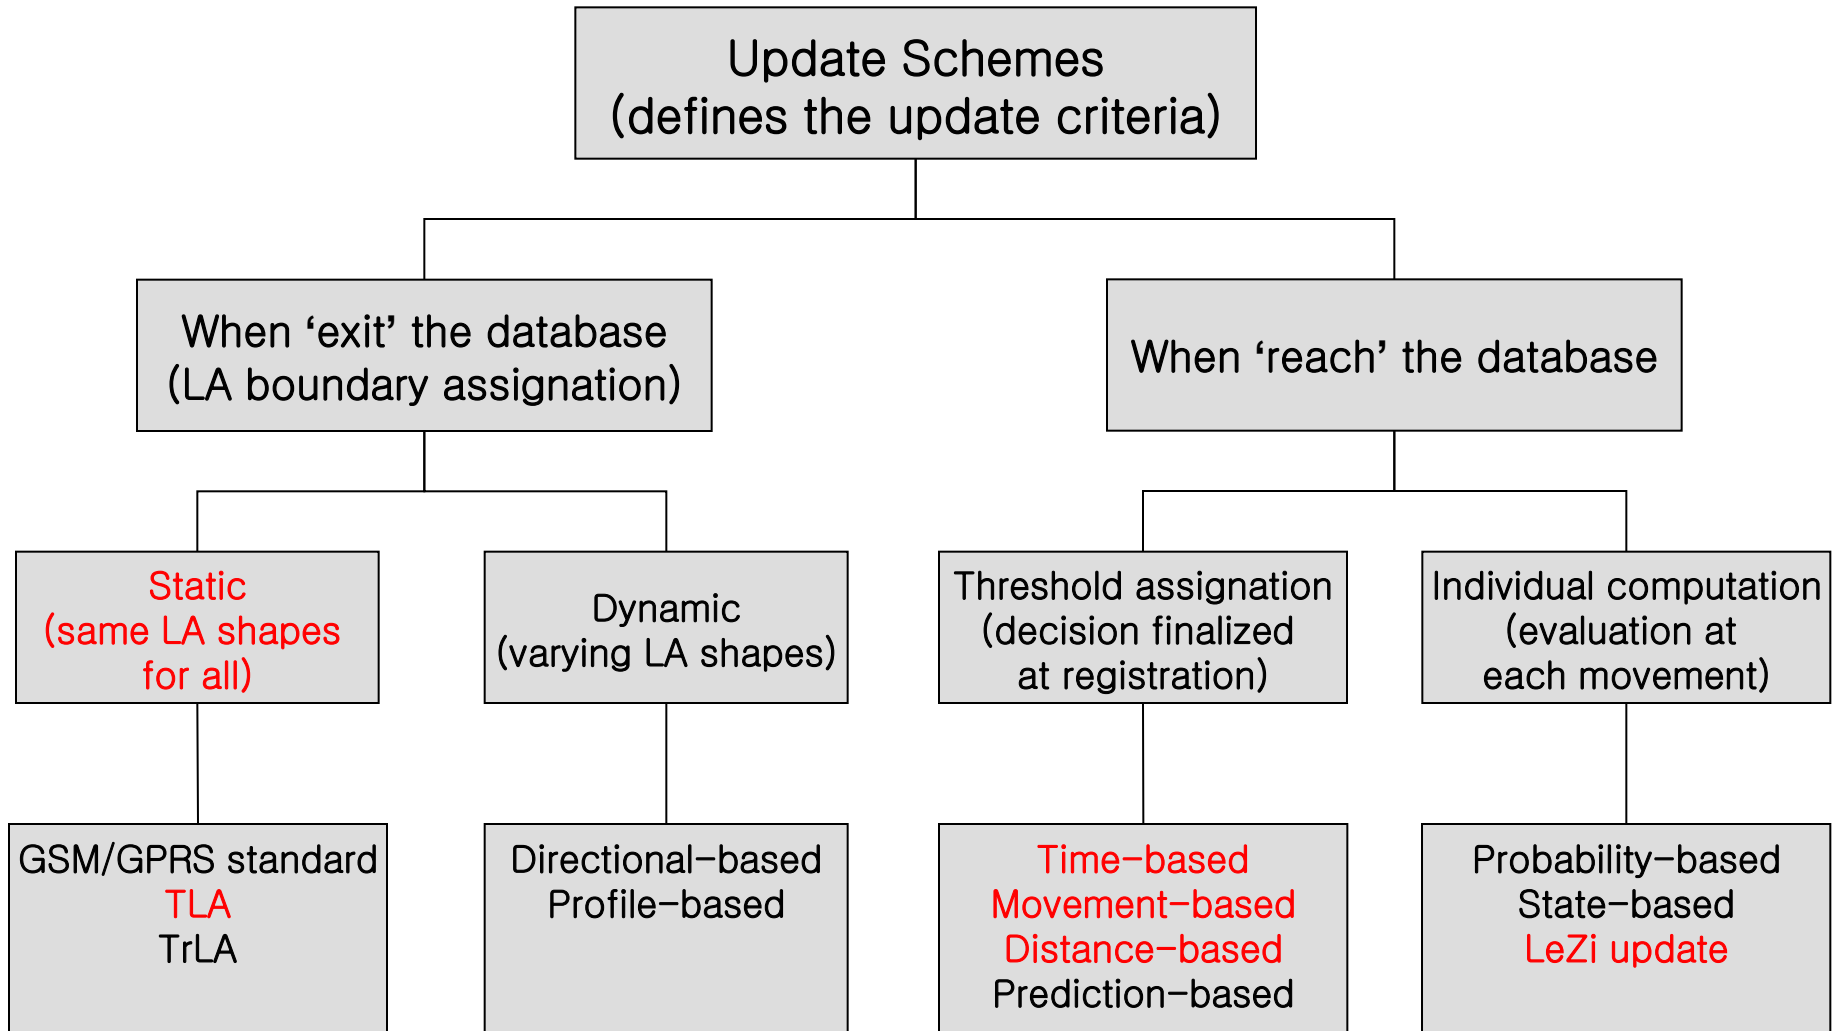 Update Schemes
(defines the update criteria)
When ‘exit’ the database
(LA boundary assignation)
When ‘reach’ the database
Static
(same LA shapes
for all)
Dynamic
(varying LA shapes)
Threshold assignation
(decision finalized
at registration)
Individual computation
(evaluation at
each movement)
GSM/GPRS standard
TLA
TrLA
Directional-based
Profile-based
Time-based
Movement-based
Distance-based
Prediction-based
Probability-based
State-based
LeZi update